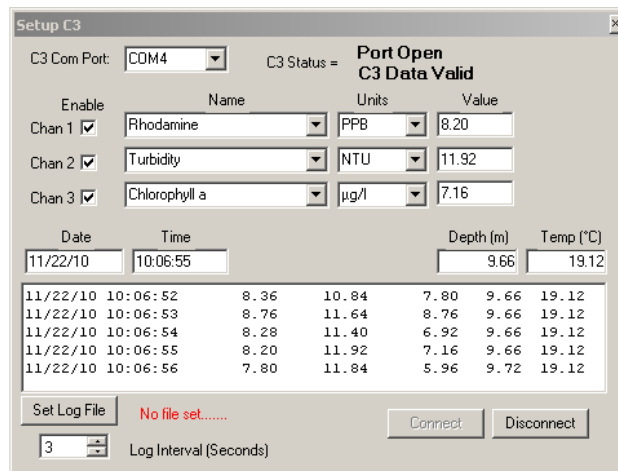 Setup C3
C3 Com Port: COM4 C3 Status = Port Open
C3 Data Valid
Enable Name Units Value
Chan 1 Rhodamine PPB 8.20
Chan 2 Turbidity NTU 11.92
Chan 3 Chlorophyll a µg/l 7.16
Date Time Depth (m) Temp (°C)
11/22/10 10:06:55 9.66 19.12
11/22/10 10:06:52 8.36 10.84 7.80 9.66 19.12
11/22/10 10:06:53 8.76 11.64 8.76 9.66 19.12
11/22/10 10:06:54 8.28 11.40 6.92 9.66 19.12
11/22/10 10:06:55 8.20 11.92 7.16 9.66 19.12
11/22/10 10:06:56 7.80 11.84 5.96 9.72 19.12
Set Log File No file set....... Connect Disconnect
3 Log Interval (Seconds)